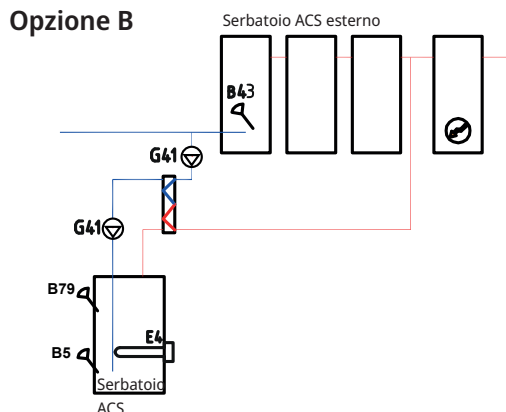 Opzione B
Serbatoio ACS esterno
B43
G41
G41
B79
B5
E4
Serbatoio
ACS